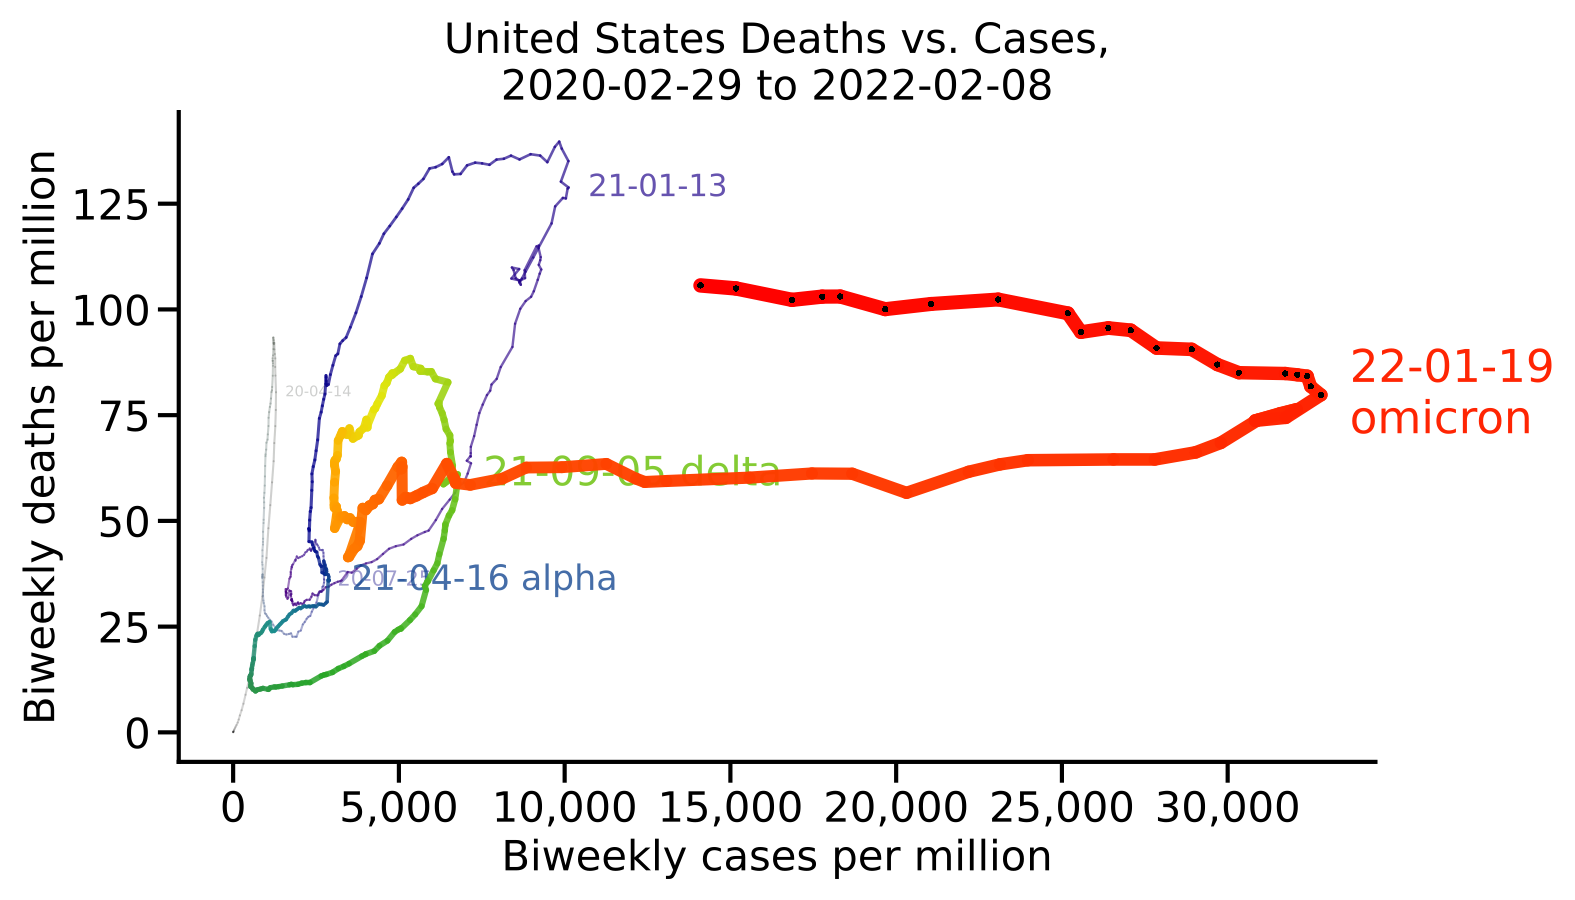 United States Deaths vs. Cases,
2020-02-29 to 2022-02-08
Biweekly deaths per million
125
100
75
50
25
0
21-01-13
20-04-14
22-01-19
omicron
21-09-05 delta
20-07-25
21-04-16 alpha
0
5,000
10,000
15,000
20,000
25,000
30,000
Biweekly cases per million